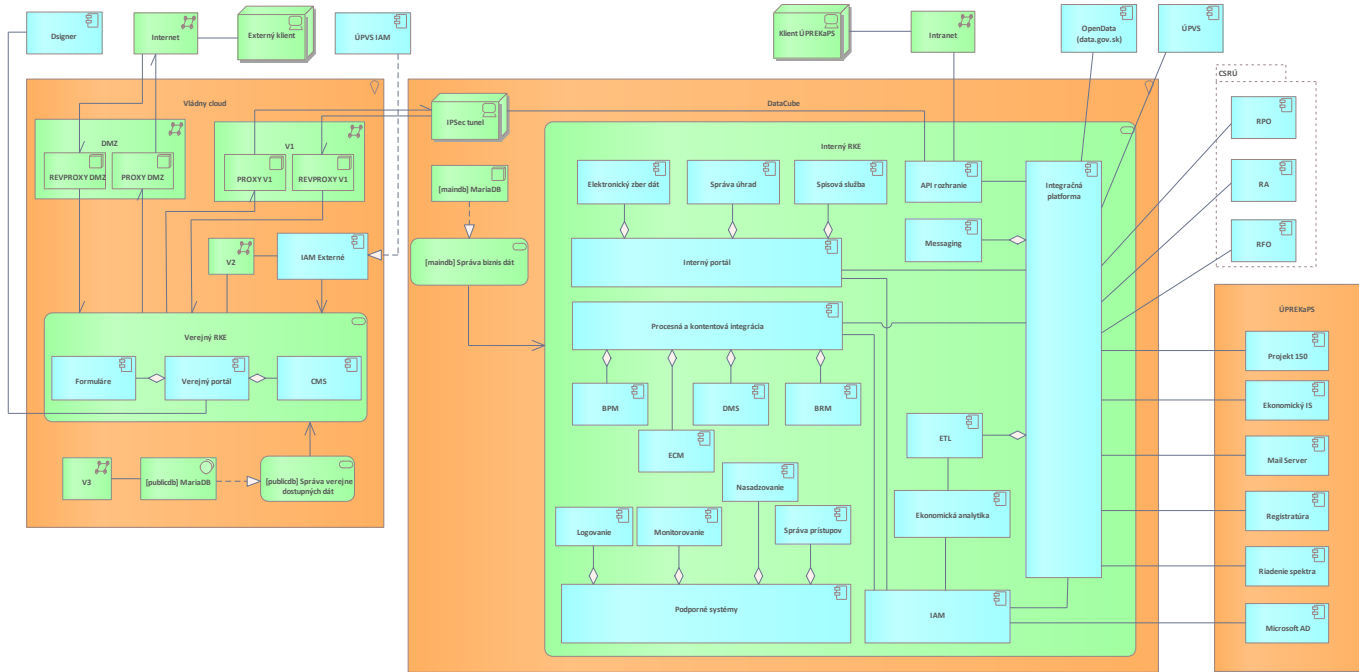 Dsigner
Internet
Externý klient
ÚPVS IAM
Klient ÚPREKaPS
Intranet
OpenData
(data.gov.sk)
ÚPVS
CSRÚ
Vládny cloud
DataCube
IPSec tunel
DMZ
REVPROXY DMZ
PROXY DMZ
V1
PROXY V1
REVPROXY V1
RPO
RA
RFO
Interný RKE
[maindb] MariaDB
Elektronický zber dát
Správa úhrad
Spisová služba
API rozhranie
Integračná
platforma
Messaging
V2
IAM Externé
[maindb] Správa biznis dát
Interný portál
Verejný RKE
Procesná a kontentová integrácia
ÚPREKaPS
Formuláre
Verejný portál
CMS
Projekt 150
BPM
DMS
BRM
Ekonomický IS
ECM
ETL
Mail Server
V3
[publicdb] MariaDB
[publicdb] Správa verejne
dostupných dát
Nasadzovanie
Logovanie
Monitorovanie
Správa prístupov
Ekonomická analytika
Registratúra
Riadenie spektra
Podporné systémy
IAM
Microsoft AD